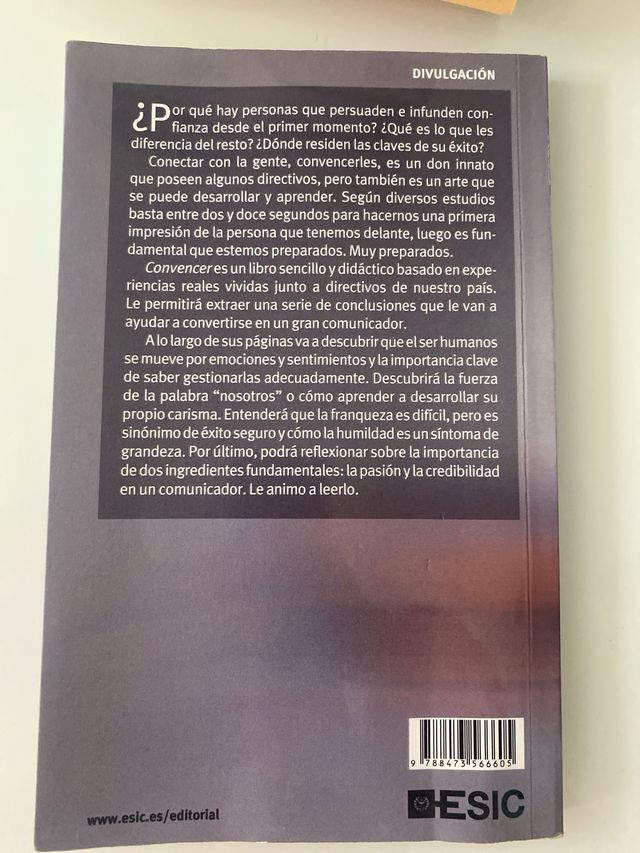 DIVULGACIÓN
¿Por qué hay personas que persuaden e infunden con-
fianza desde el primer momento? ¿Qué es lo que les
diferencia del resto? ¿Dónde residen las claves de su éxito?
Conectar con la gente, convencerles, es un don innato
que poseen algunos directivos, pero también es un arte que
se puede desarrollar y aprender. Según diversos estudios
basta entre dos y doce segundos para hacernos una primera
impresión de la persona que tenemos delante, luego es fun-
damental que estemos preparados. Muy preparados.
Convencer es un libro sencillo y didáctico basado en expe-
riencias reales vividas junto a directivos de nuestro país.
Le permitirá extraer una serie de conclusiones que le van a
ayudar a convertirse en un gran comunicador.
A lo largo de sus páginas va a descubrir que el ser humanos
se mueve por emociones y sentimientos y la importancia clave
de saber gestionarlas adecuadamente. Descubrirá la fuerza
de la palabra “nosotros” o cómo aprender a desarrollar su
propio carisma. Entenderá que la franqueza es difícil, pero es
sinónimo de éxito seguro y cómo la humildad es un síntoma de
grandeza. Por último, podrá reflexionar sobre la importancia
de dos ingredientes fundamentales: la pasión y la credibilidad
en un comunicador. Le animo a leerlo.
9 788473 566605
www.esic.es/editorial
ESIC